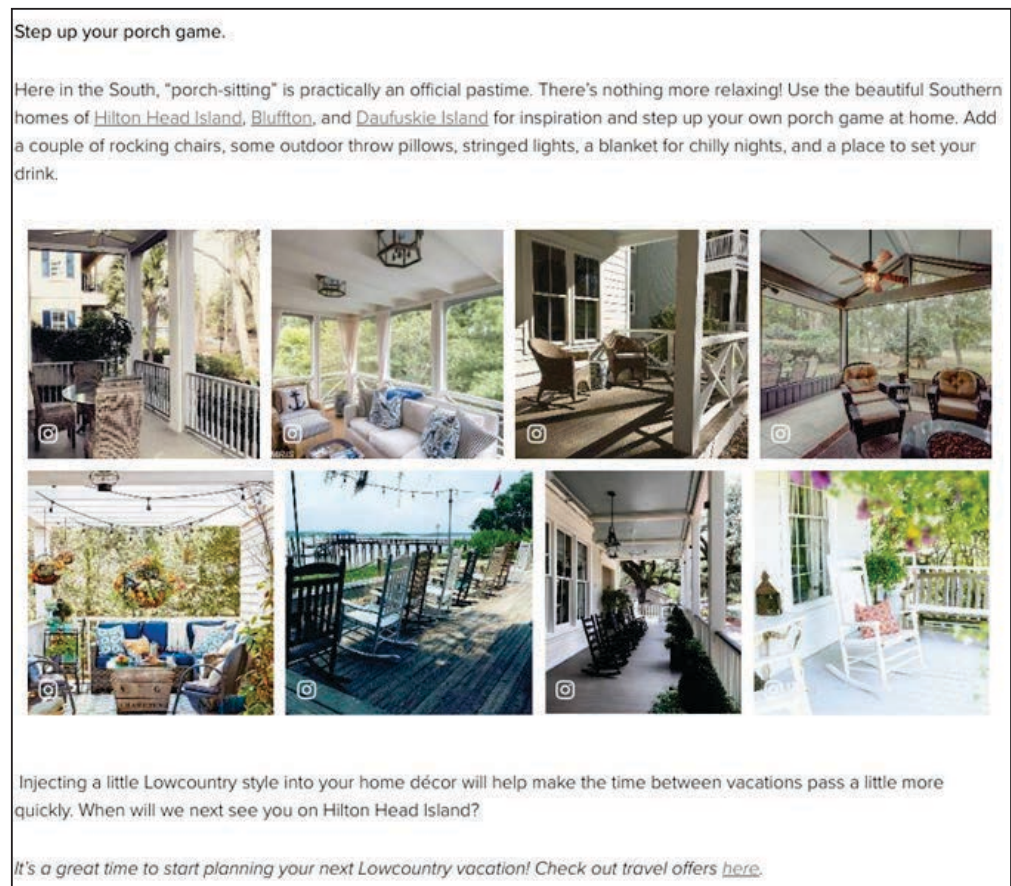 Step up your porch game.
Here in the South, “porch-sitting” is practically an official pastime. There’s nothing more relaxing! Use the beautiful Southern
homes of Hilton Head Island, Bluffton, and Daufuskie Island for inspiration and step up your own porch game at home. Add
a couple of rocking chairs, some outdoor throw pillows, stringed lights, a blanket for chilly nights, and a place to set your
drink.
Injecting a little Lowcountry style into your home décor will help make the time between vacations pass a little more
quickly. When will we next see you on Hilton Head Island?
It’s a great time to start planning your next Lowcountry vacation! Check out travel offers here.